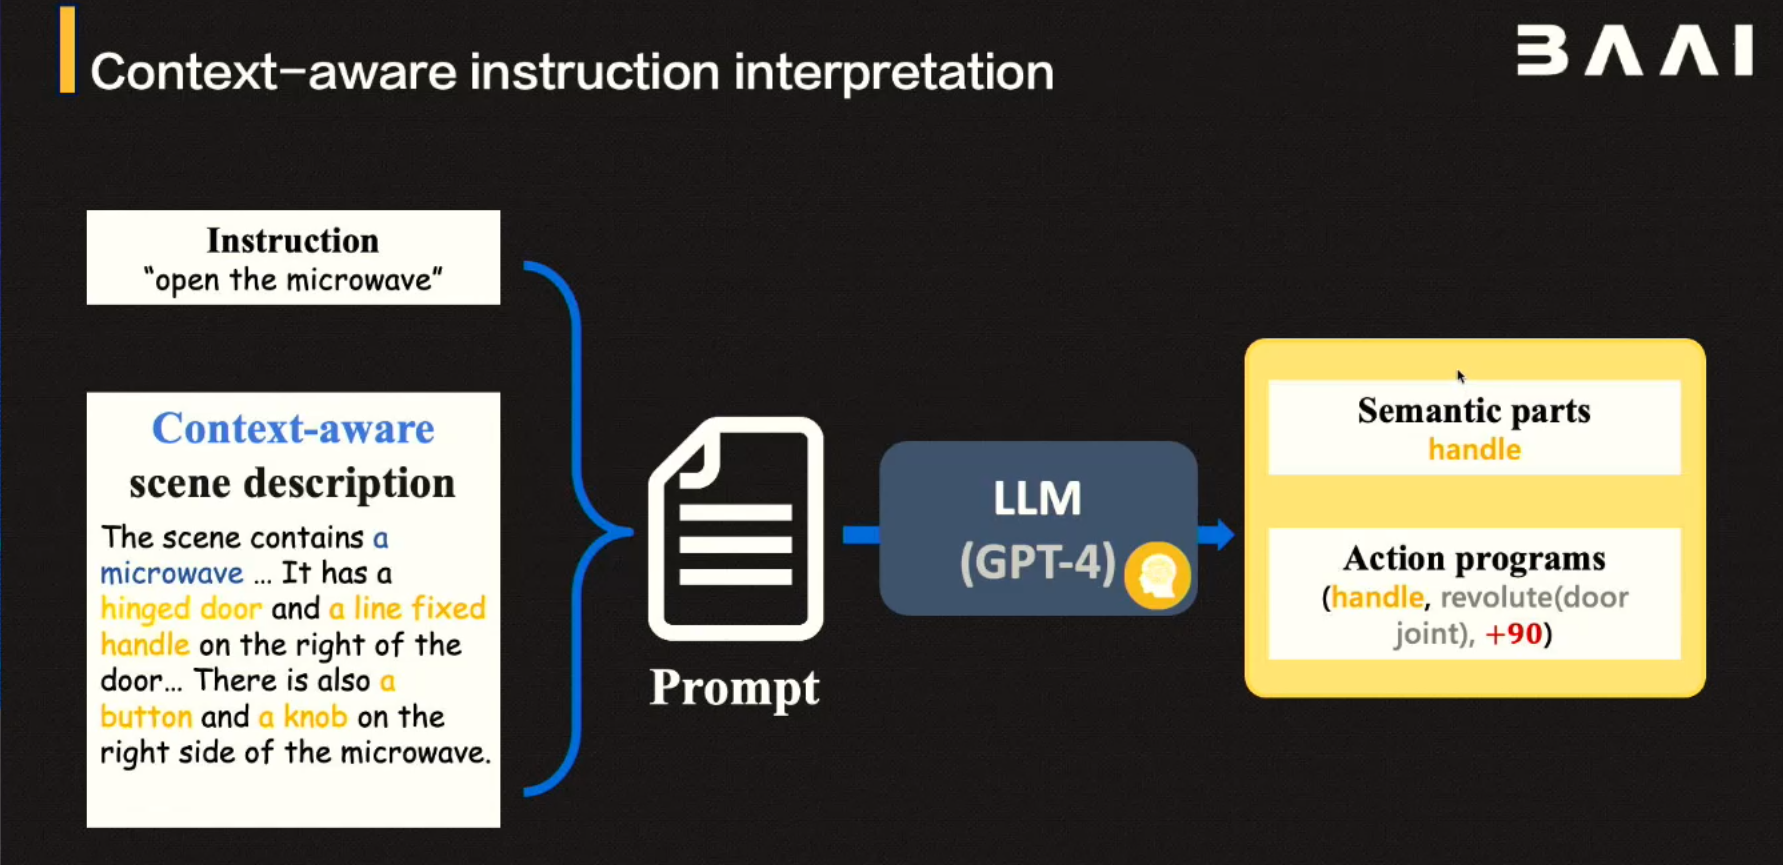 Context-aware instruction interpretation
BAAI
Instruction
“open the microwave”
Context-aware
scene description
The scene contains a
microwave ... It has a
hinged door and a line fixed
handle on the right of the
door... There is also a
button and a knob on the
right side of the microwave.
Prompt
LLM
(GPT-4)
Semantic parts
handle
Action programs
(handle, revolute(door
joint), +90)